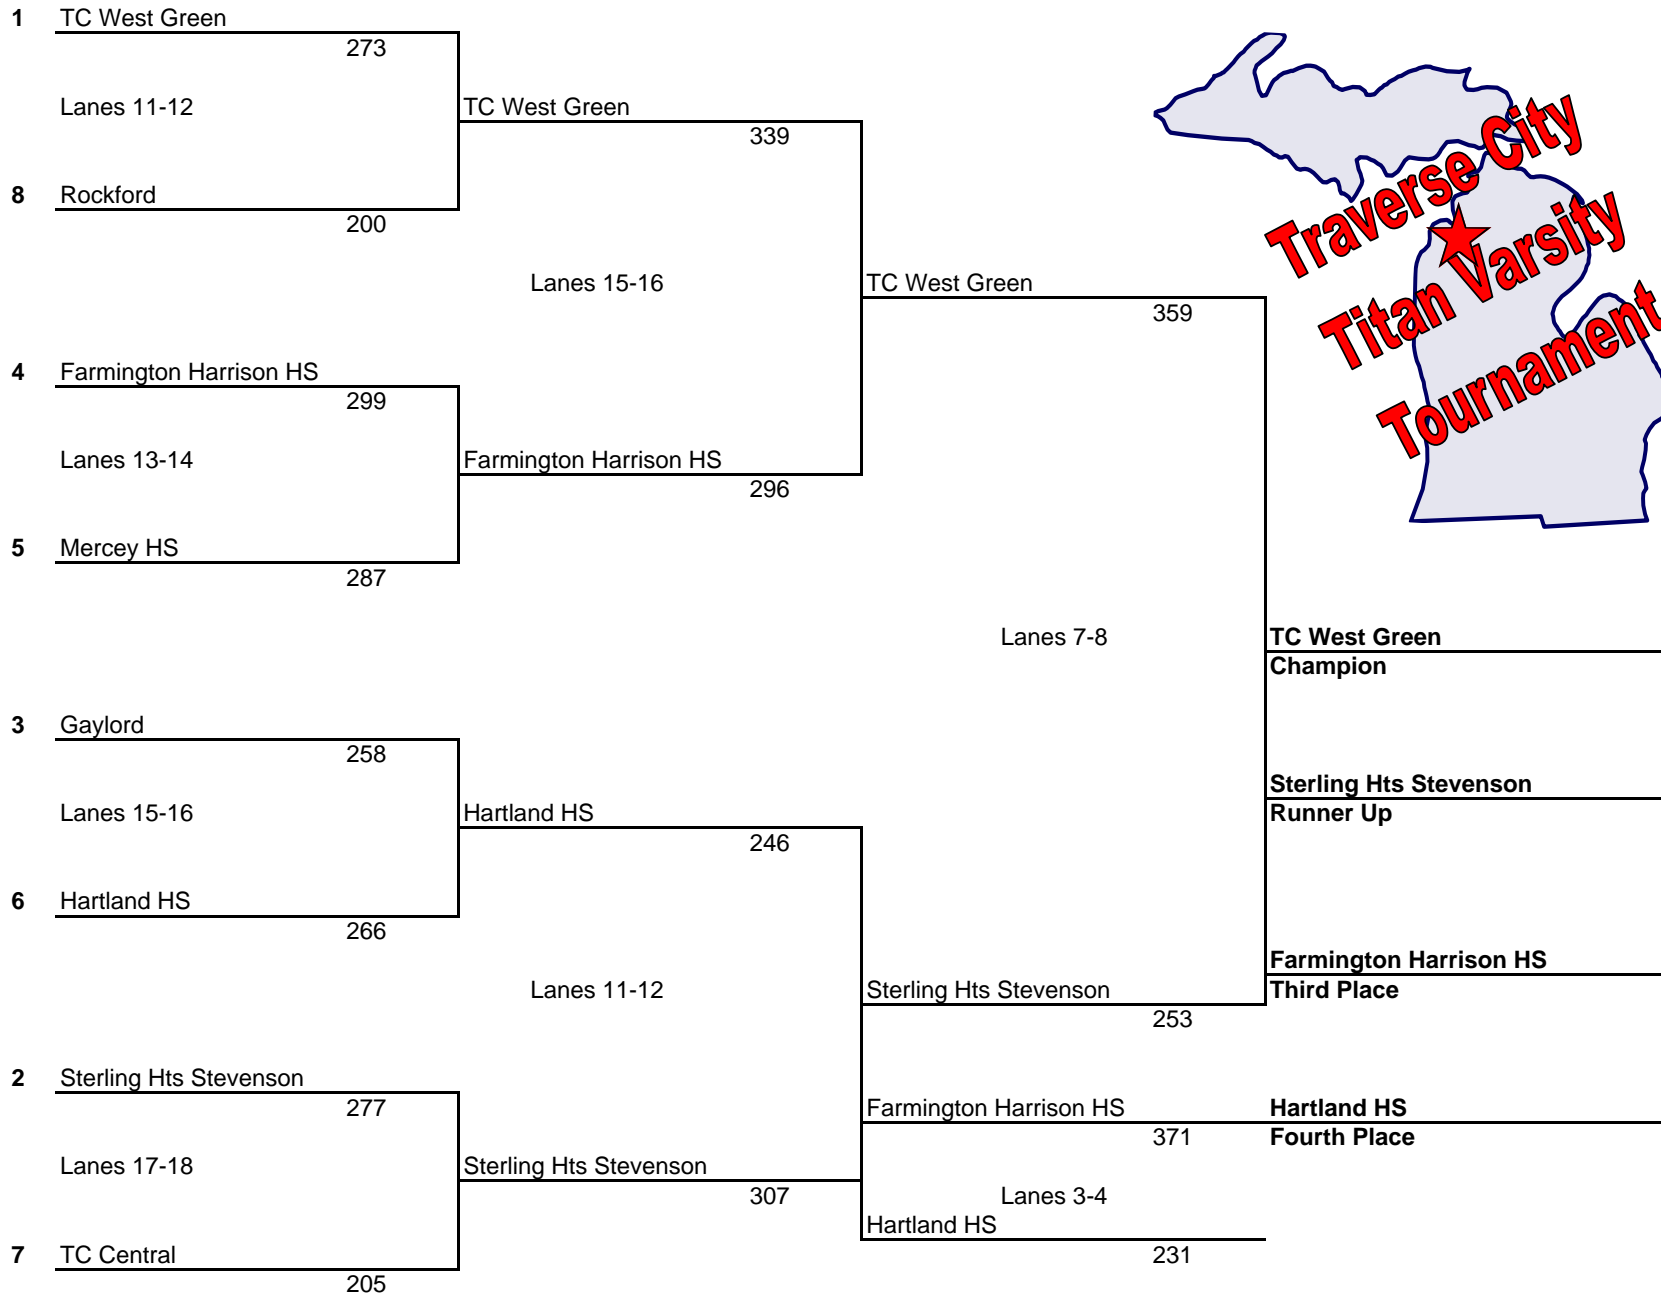 1 TC West Green
273
Lanes 11-12
TC West Green
339
8 Rockford
200
Lanes 15-16
TC West Green
359
4 Farmington Harrison HS
299
Lanes 13-14
Farmington Harrison HS
296
5 Mercey HS
287
Lanes 7-8
TC West Green
Champion
3 Gaylord
258
Lanes 15-16
Hartland HS
246
6 Hartland HS
266
Lanes 11-12
Sterling Hts Stevenson
253
2 Sterling Hts Stevenson
277
Lanes 17-18
Sterling Hts Stevenson
307
7 TC Central
205
Farmington Harrison HS
371
Lanes 3-4
Hartland HS
231
Sterling Hts Stevenson
Runner Up
Farmington Harrison HS
Third Place
Hartland HS
Fourth Place
Traverse City
Titan Varsity
Tournament